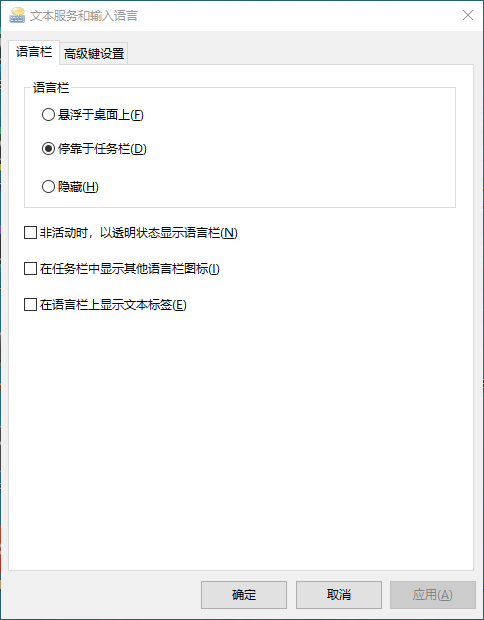 文本服务和输入语言
语言栏 高级键设置
语言栏
悬浮于桌面上(F)
停靠于任务栏(D)
隐藏(H)
非活动时，以透明状态显示语言栏(N)
在任务栏中显示其他语言栏图标(I)
在语言栏上显示文本标签(E)
确定 取消 应用(A)